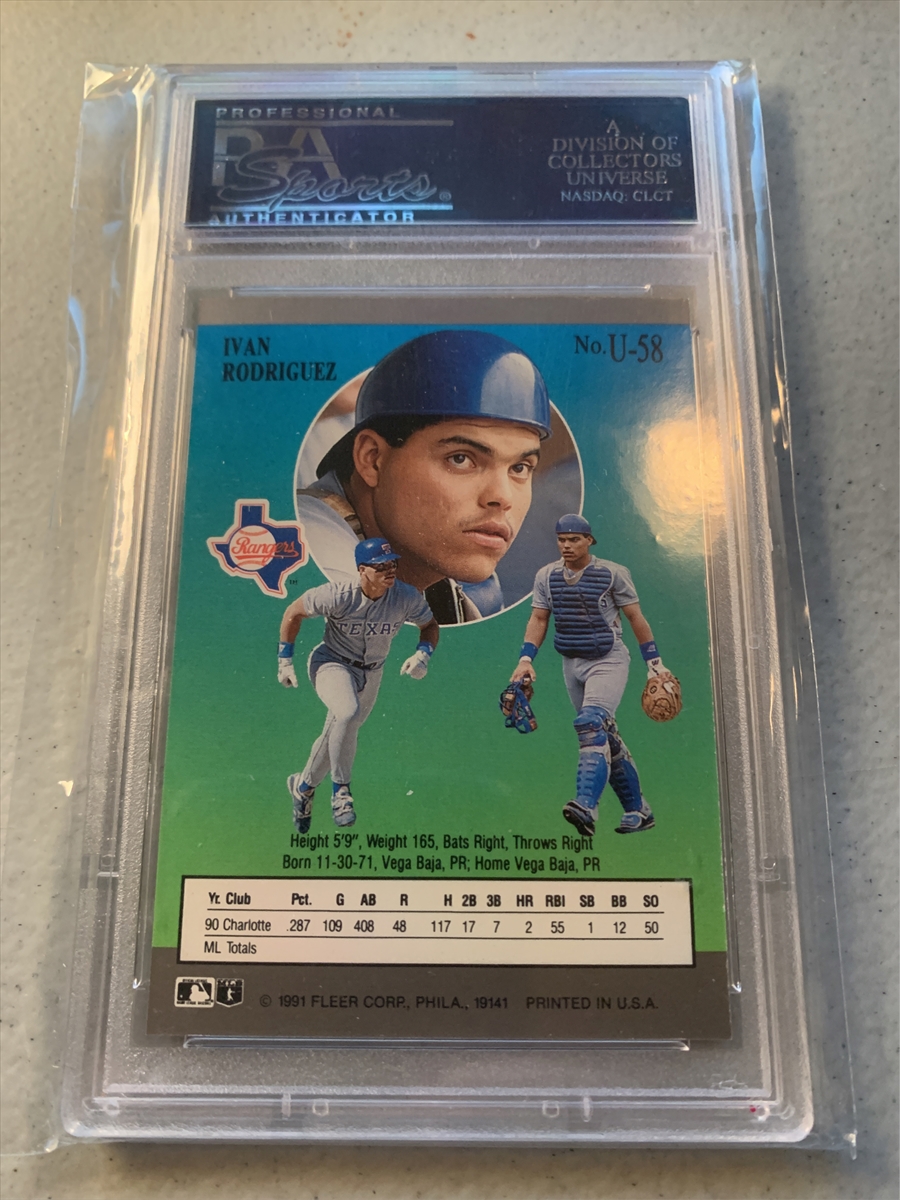 PROFESSIONAL
PSA
Sports®
AUTHENTICATOR
A
DIVISION OF
COLLECTORS
UNIVERSE
NASDAQ: CLCT
IVAN
RODRIGUEZ
No. U-58
Rangers
TM
TEXAS
Height 5'9", Weight 165, Bats Right, Throws Right
Born 11-30-71, Vega Baja, PR; Home Vega Baja, PR
Yr. Club Pct. G AB R H 2B 3B HR RBI SB BB SO
90 Charlotte .287 109 408 48 117 17 7 2 55 1 12 50
ML Totals
© 1991 FLEER CORP., PHILA., 19141 PRINTED IN U.S.A.